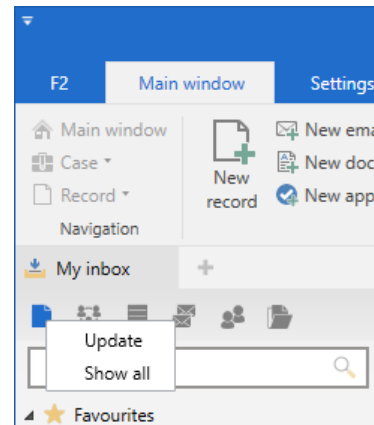 F2 Main window Settings
Main window
Case
Record
Navigation
New
record
New ema
New doc
New app
My inbox
Update
Show all
Favourites